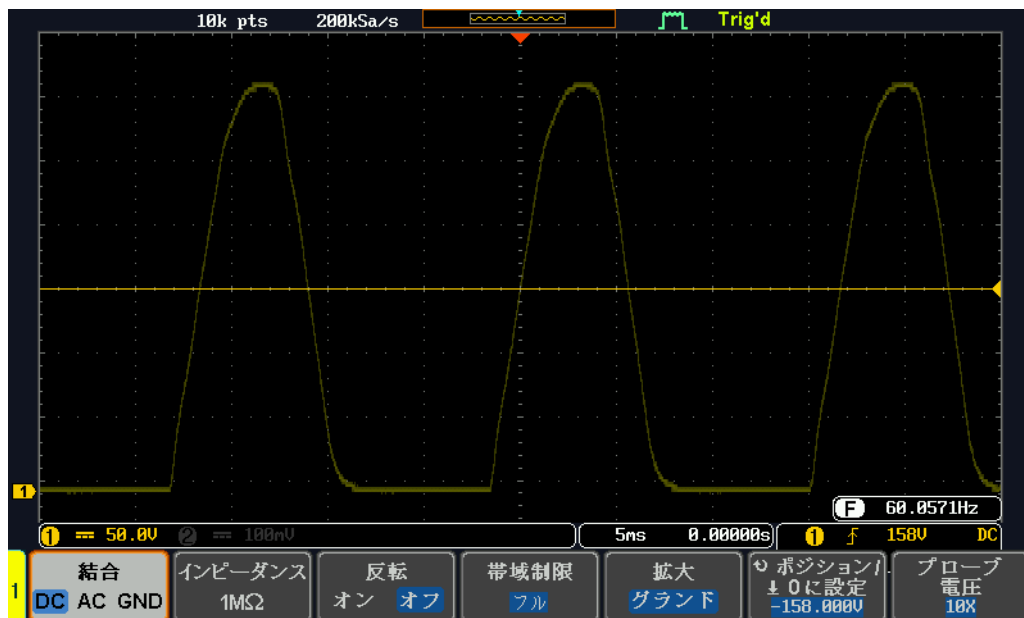 10k pts 200kSa/s Trig'd
1
F 60.0571Hz
1 50.0V 2 100mV 5ms 0.00000s 1 158V DC
1
結合 インピーダンス 反転 帯域制限 拡大 ポジション/ プローブ
↓ 0に設定 電圧
DC AC GND 1MΩ オン オフ フル グランド -158.000V 10X